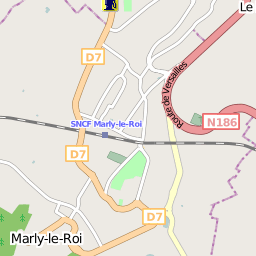 Le
D7
Route de Versailles
N186
SNCF Marly-le-Roi
D7
D7
Marly-le-Roi